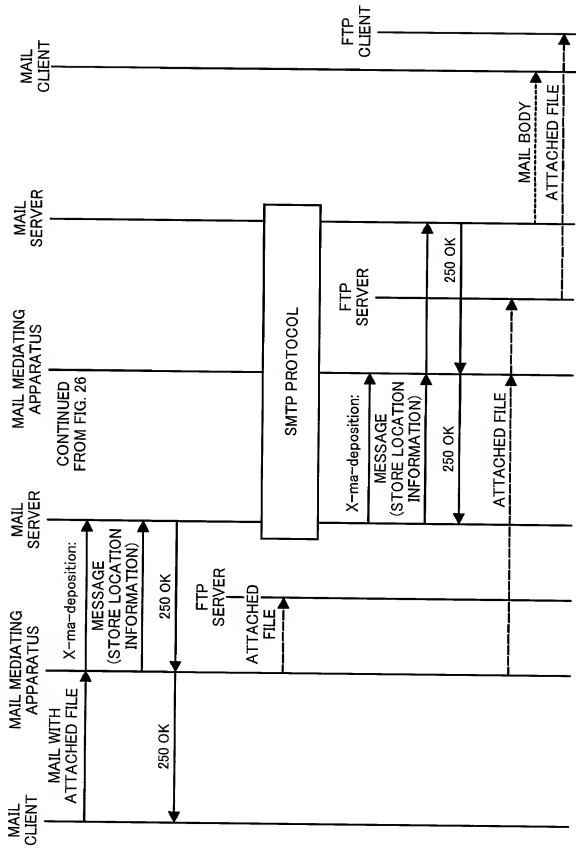 MAIL
CLIENT
MAIL MEDIATING
APPARATUS
MAIL
SERVER
MAIL MEDIATING
APPARATUS
MAIL
SERVER
MAIL
CLIENT
MAIL WITH
ATTACHED FILE
X-ma-deposition:
CONTINUED
FROM FIG. 26
MESSAGE
(STORE LOCATION
INFORMATION)
250 OK
250 OK
FTP
SERVER
ATTACHED
FILE
SMTP PROTOCOL
X-ma-deposition:
MESSAGE
(STORE LOCATION
INFORMATION)
FTP
SERVER
FTP
CLIENT
250 OK
250 OK
ATTACHED FILE
MAIL BODY
ATTACHED FILE